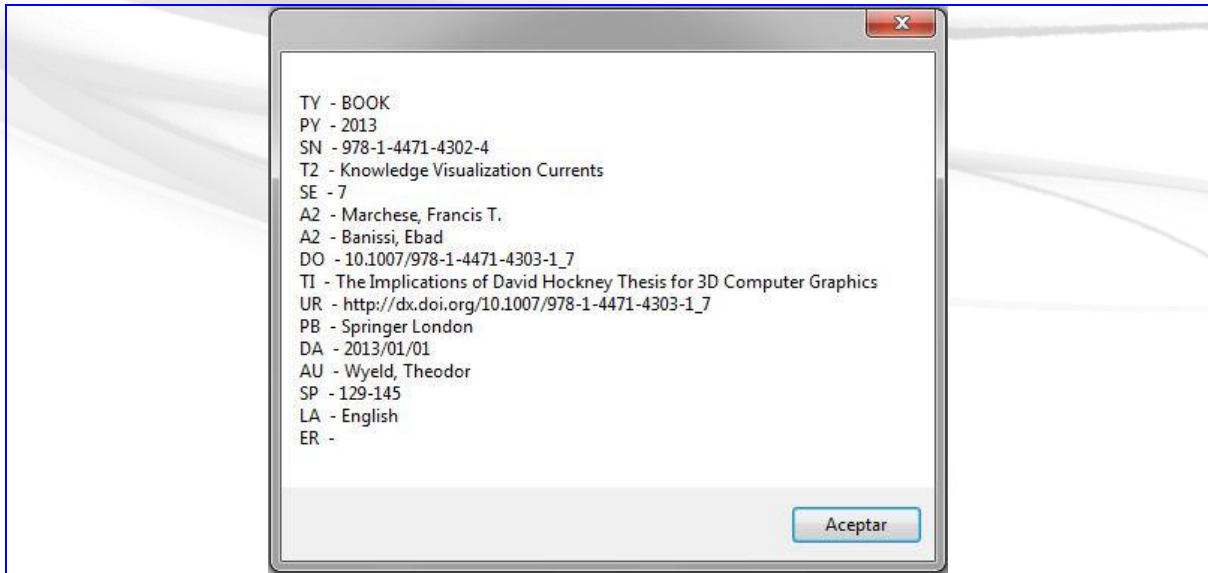 TY - BOOK
PY - 2013
SN - 978-1-4471-4302-4
T2 - Knowledge Visualization Currents
SE - 7
A2 - Marchese, Francis T.
A2 - Banissi, Ebad
DO - 10.1007/978-1-4471-4303-1_7
TI - The Implications of David Hockney Thesis for 3D Computer Graphics
UR - http://dx.doi.org/10.1007/978-1-4471-4303-1_7
PB - Springer London
DA - 2013/01/01
AU - Wyeld, Theodor
SP - 129-145
LA - English
ER -
Aceptar